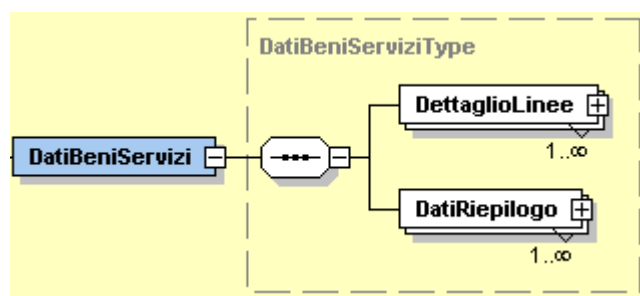 DatiBeniServiziType
DettaglioLinee
1..∞
DatiBeniServizi
DatiRiepilogo
1..∞